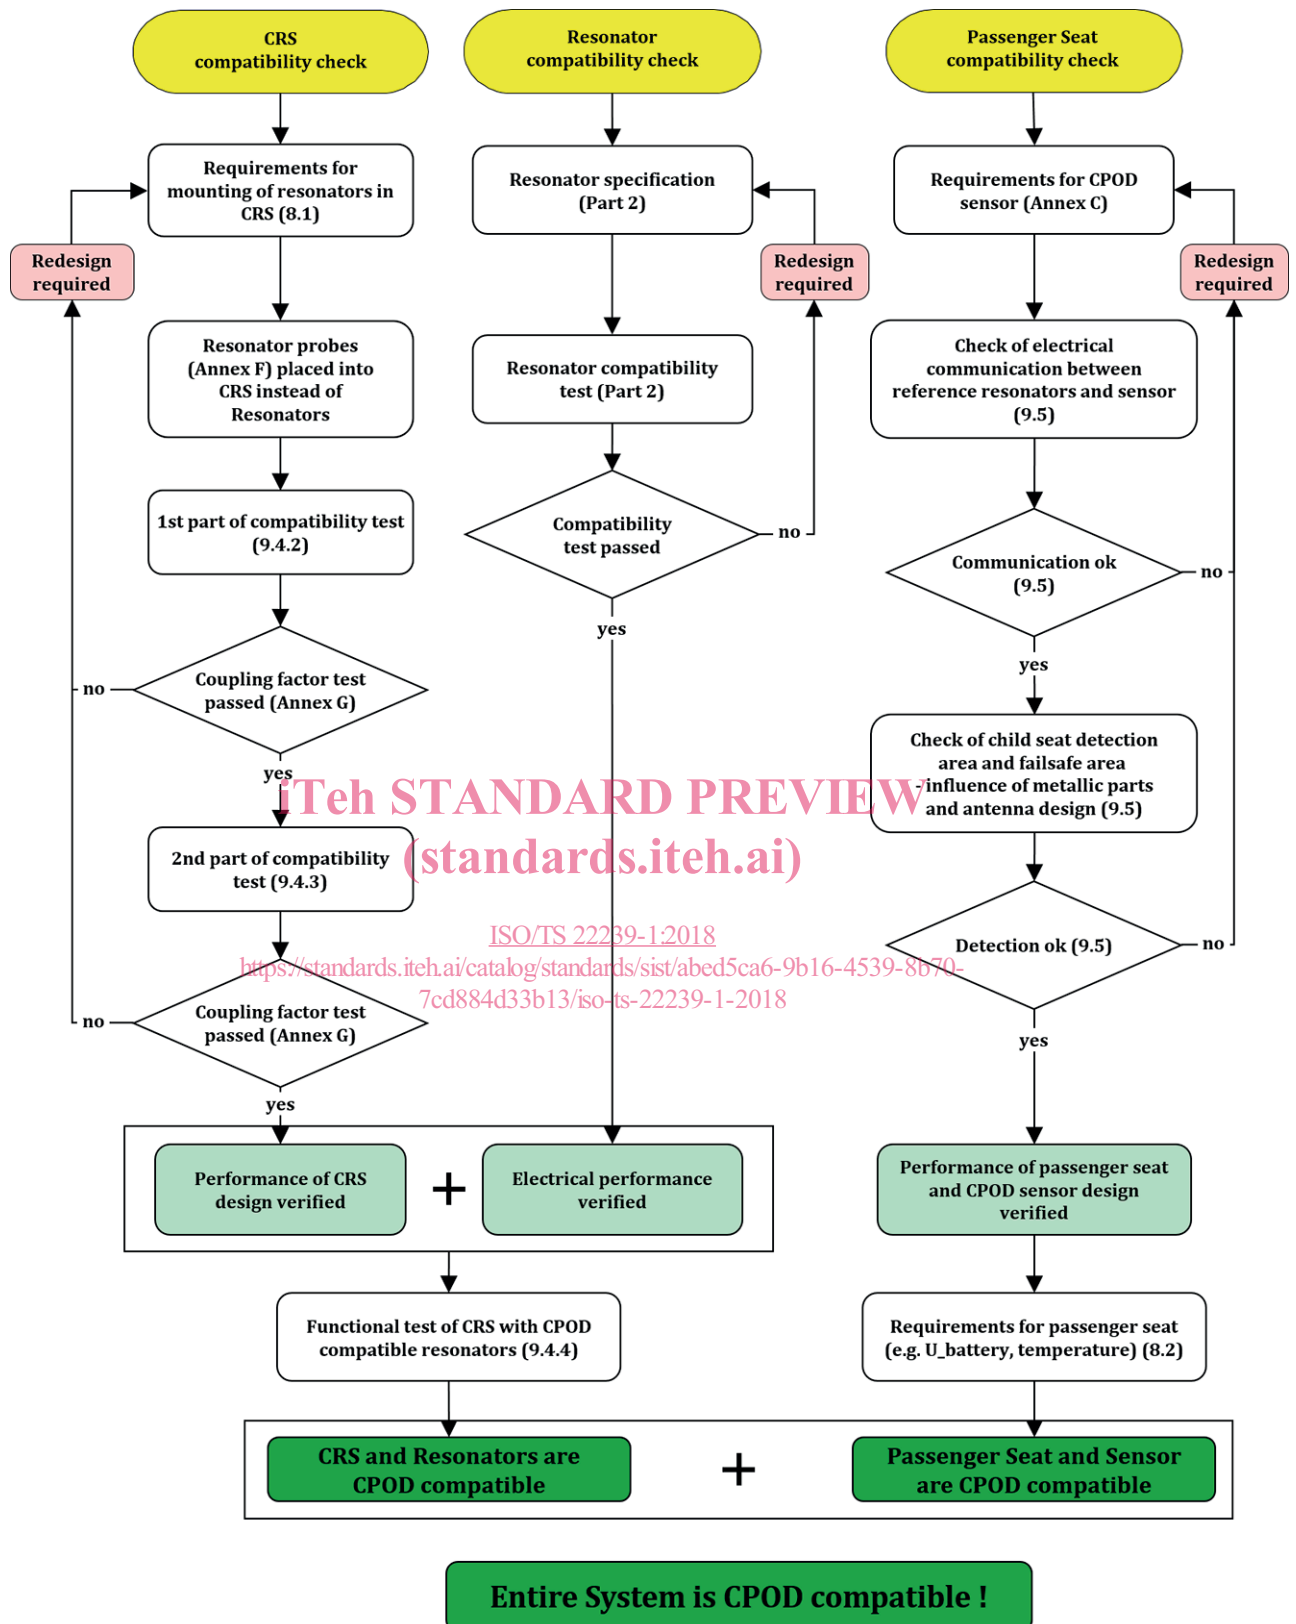 CRS
compatibility check
Resonator
compatibility check
Passenger Seat
compatibility check
Requirements for
mounting of resonators in
CRS (8.1)
Resonator specification
(Part 2)
Requirements for CPOD
sensor (Annex C)
Redesign
required
Redesign
required
Redesign
required
Resonator probes
(Annex F) placed into
CRS instead of
Resonators
Resonator compatibility
test (Part 2)
Check of electrical
communication between
reference resonators and sensor
(9.5)
1st part of compatibility test
(9.4.2)
Compatibility
test passed
no
Communication ok
(9.5)
no
yes
yes
Coupling factor test
passed (Annex G)
no
yes
Check of child seat detection
area and failsafe area
- influence of metallic parts
and antenna design (9.5)
iTeh STANDARD PREVIEW
(standards.iteh.ai)
2nd part of compatibility
test (9.4.3)
ISO/TS 22239-1:2018
https://standards.iteh.ai/catalog/standards/sist/abed5ca6-9b16-4539-8b70-
7cd884d33b13/iso-ts-22239-1-2018
Detection ok (9.5)
no
Coupling factor test
passed (Annex G)
no
yes
yes
Performance of CRS
design verified
+
Electrical performance
verified
Performance of passenger seat
and CPOD sensor design
verified
Functional test of CRS with CPOD
compatible resonators (9.4.4)
Requirements for passenger seat
(e.g. U_battery, temperature) (8.2)
CRS and Resonators are
CPOD compatible
+
Passenger Seat and Sensor
are CPOD compatible
Entire System is CPOD compatible !